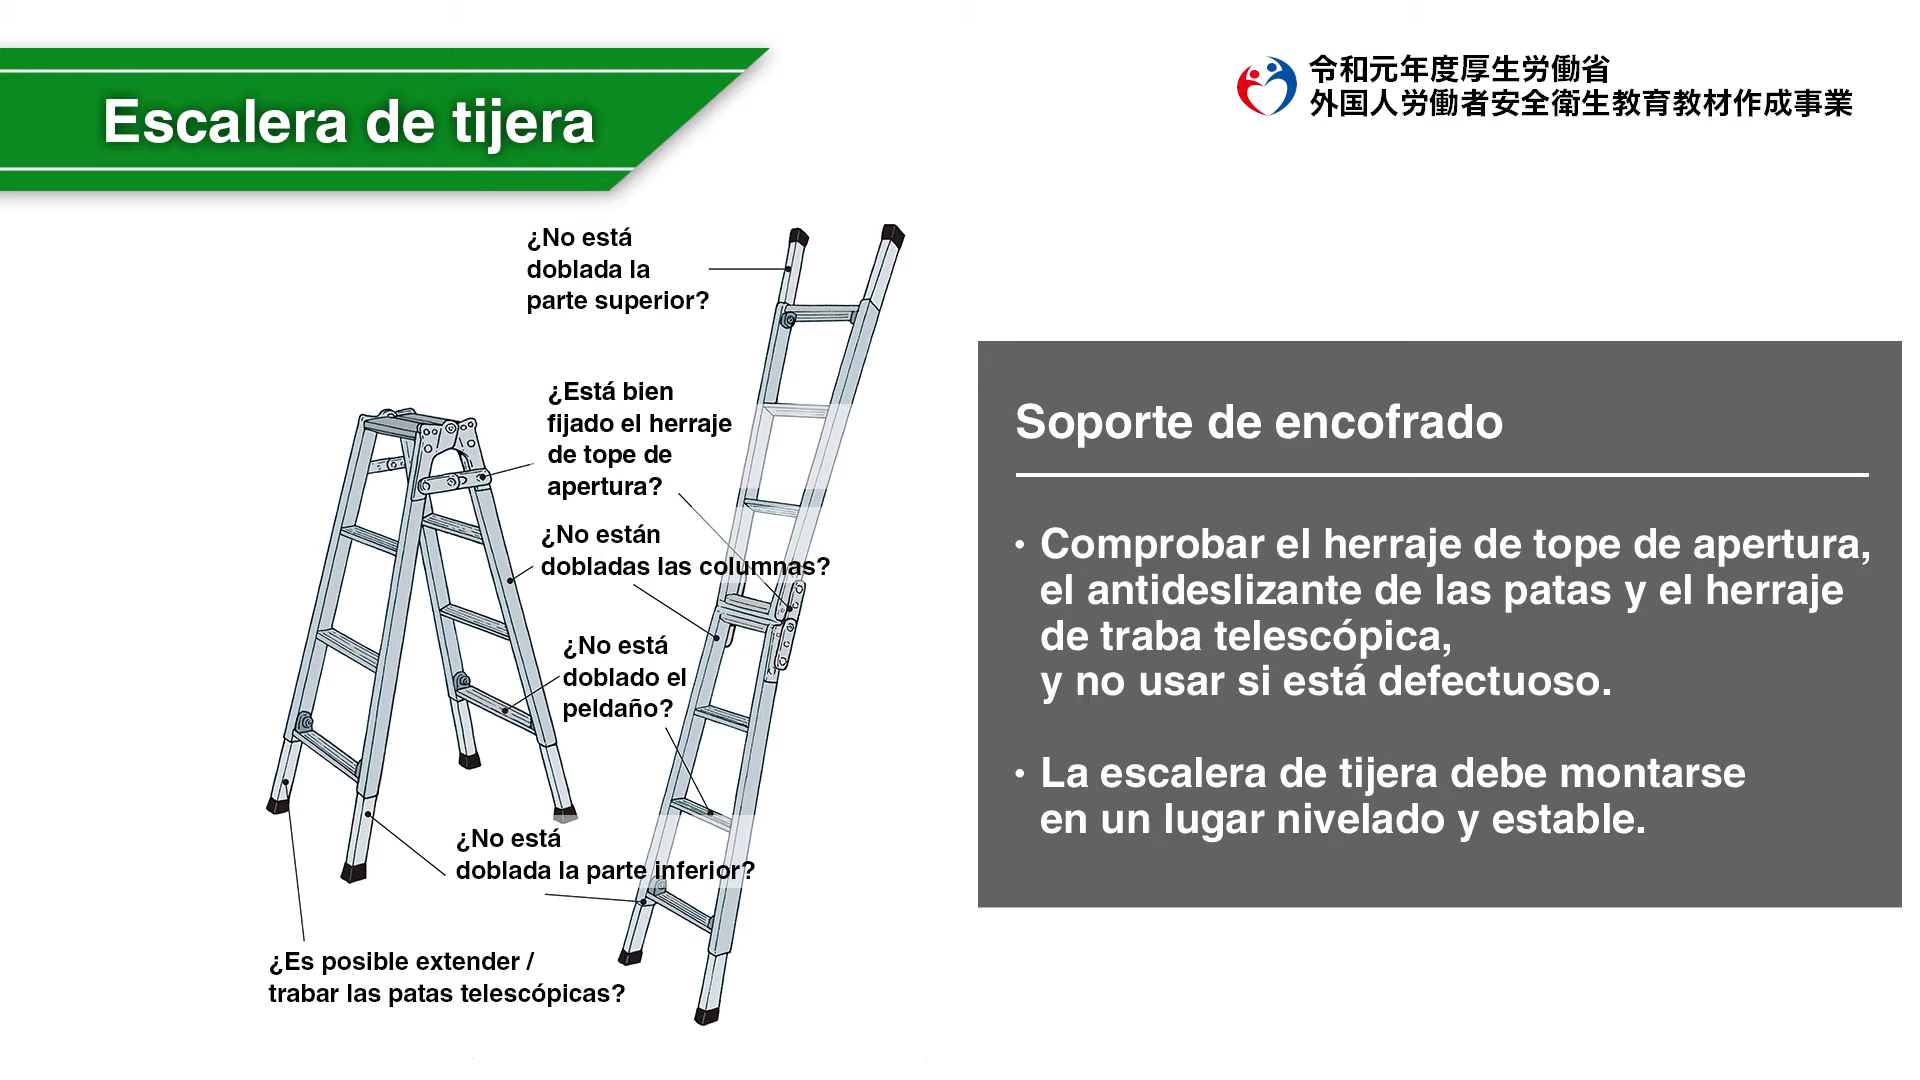 Escalera de tijera
令和元年度厚生労働省
外国人労働者安全衛生教育教材作成事業
¿No está
doblada la
parte superior?
¿Está bien
fijado el herraje
de tope de
apertura?
¿No están
dobladas las columnas?
¿No está
doblado el
peldaño?
¿No está
doblada la parte inferior?
¿Es posible extender /
trabar las patas telescópicas?
Soporte de encofrado
• Comprobar el herraje de tope de apertura,
el antideslizante de las patas y el herraje
de traba telescópica,
y no usar si está defectuoso.
• La escalera de tijera debe montarse
en un lugar nivelado y estable.